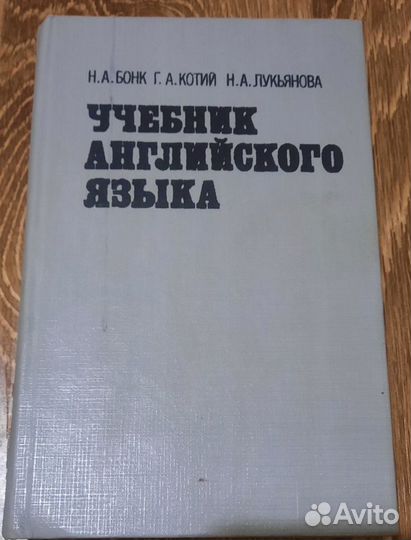 Н.А.БОНК Г.А.КОТИЙ Н.А.ЛУКЬЯНОВА
УЧЕБНИК
АНГЛИЙСКОГО
ЯЗЫКА
Avito